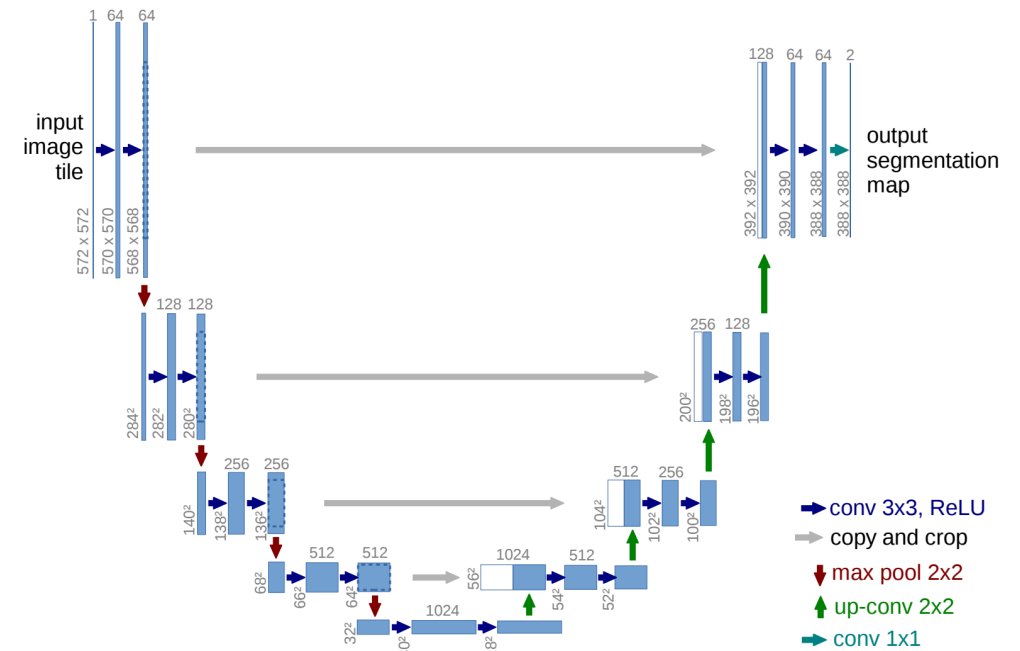 1 64 64
input
image
tile
572 x 572
570 x 570
568 x 568
128 64 64 2
output
segmentation
map
392 x 392
390 x 390
388 x 388
388 x 388
128 128
284²
282²
280²
256 128
200²
198²
196²
256 256
140²
138²
136²
512 256
104²
102²
100²
512 512
68²
66²
64²
1024 512
56²
54²
52²
1024
32²
0²
8²
conv 3x3, ReLU
copy and crop
max pool 2x2
up-conv 2x2
conv 1x1